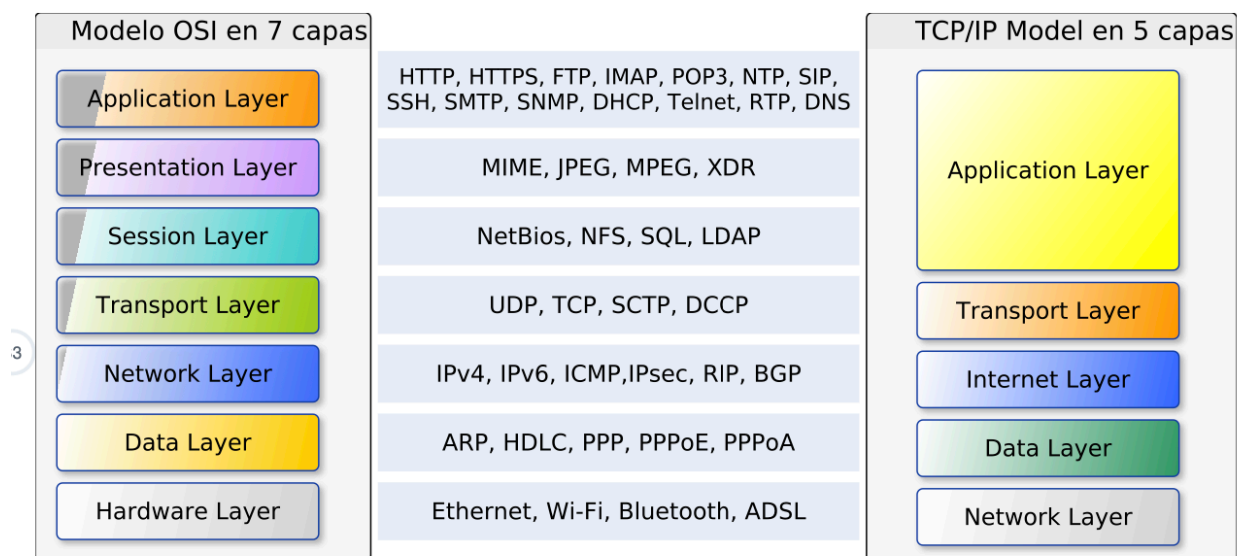 Modelo OSI en 7 capas
TCP/IP Model en 5 capas
Application Layer
HTTP, HTTPS, FTP, IMAP, POP3, NTP, SIP,
SSH, SMTP, SNMP, DHCP, Telnet, RTP, DNS
Presentation Layer
MIME, JPEG, MPEG, XDR
Application Layer
Session Layer
NetBios, NFS, SQL, LDAP
Transport Layer
UDP, TCP, SCTP, DCCP
Transport Layer
Network Layer
IPv4, IPv6, ICMP,IPsec, RIP, BGP
Internet Layer
Data Layer
ARP, HDLC, PPP, PPPoE, PPPoA
Data Layer
Hardware Layer
Ethernet, Wi-Fi, Bluetooth, ADSL
Network Layer